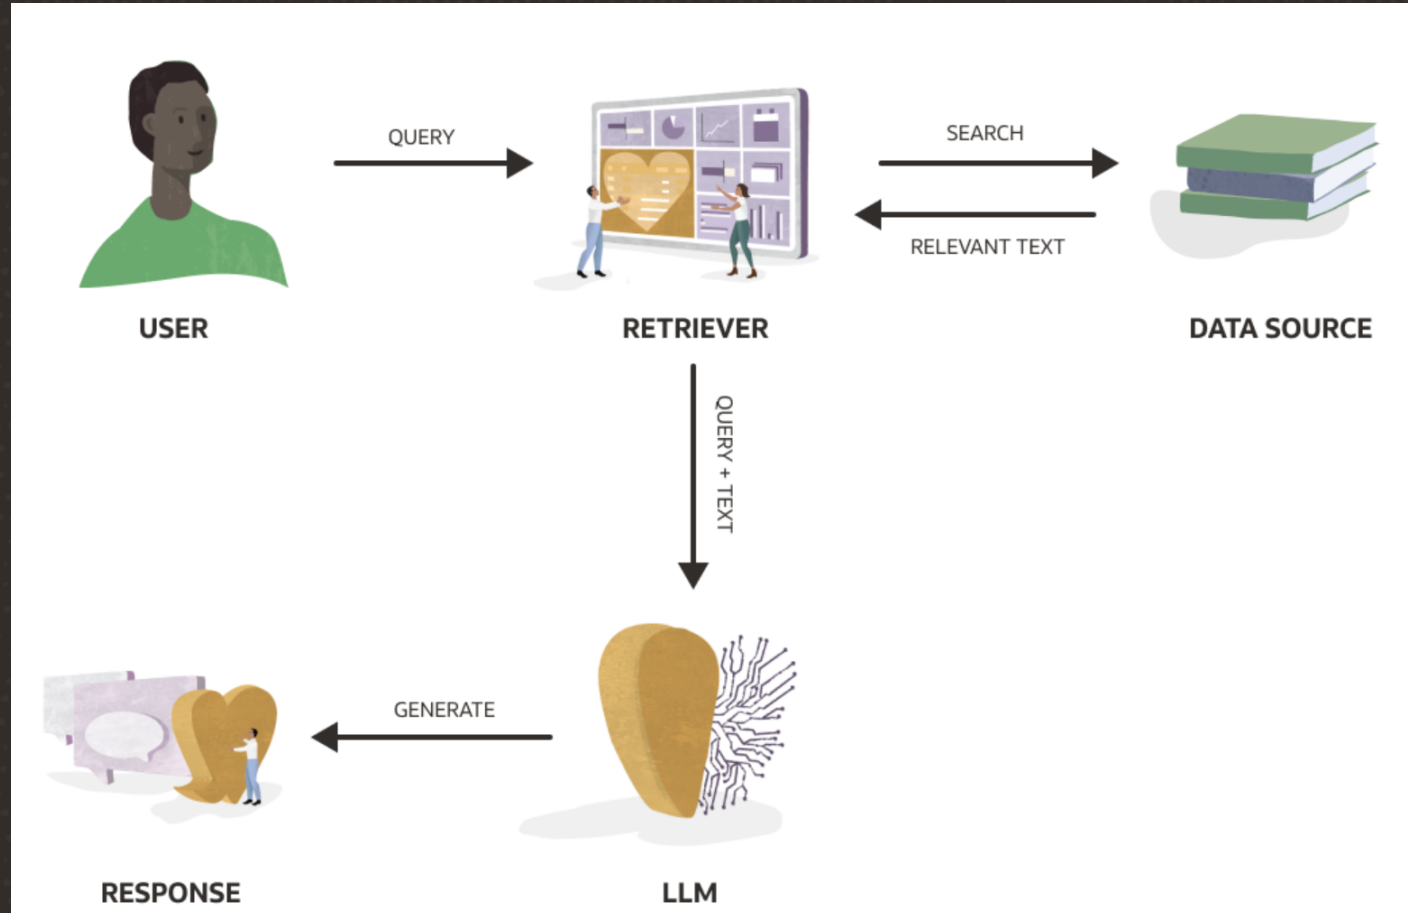 QUERY
SEARCH
RELEVANT TEXT
USER
RETRIEVER
DATA SOURCE
QUERY + TEXT
GENERATE
RESPONSE
LLM